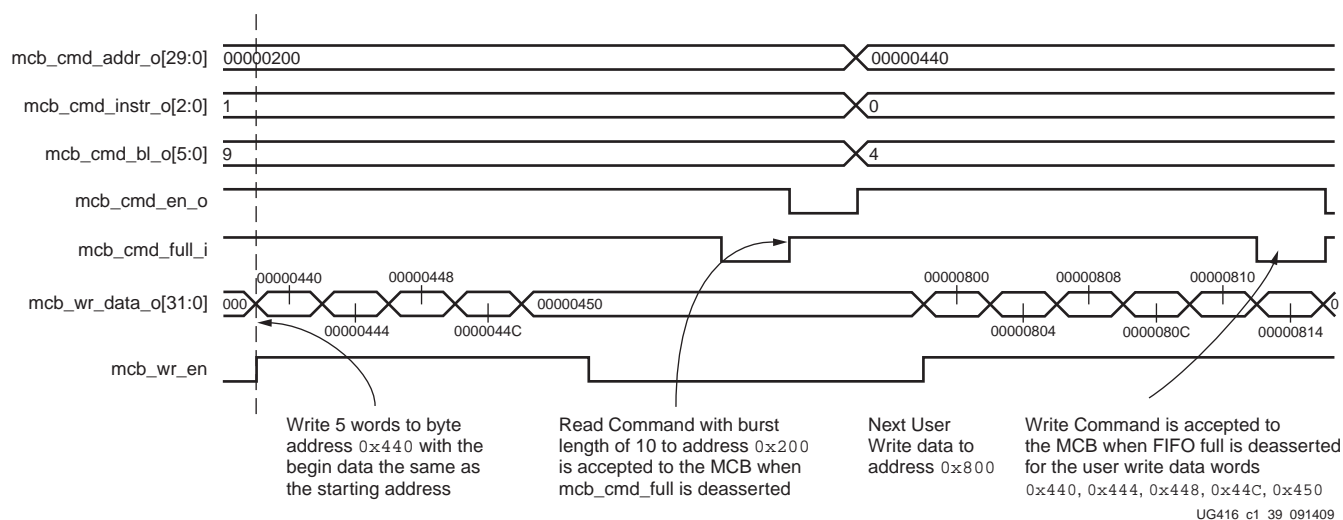 mcb_cmd_addr_o[29:0] 00000200 00000440
mcb_cmd_instr_o[2:0] 1 0
mcb_cmd_bl_o[5:0] 9 4
mcb_cmd_en_o
mcb_cmd_full_i
00000440 00000448 00000800 00000808 00000810
mcb_wr_data_o[31:0] 000 00000450 0
00000444 0000044C 00000804 0000080C 00000814
mcb_wr_en
Write 5 words to byte
address 0x440 with the
begin data the same as
the starting address
Read Command with burst
length of 10 to address 0x200
is accepted to the MCB when
mcb_cmd_full is deasserted
Next User
Write data to
address 0x800
Write Command is accepted to
the MCB when FIFO full is deasserted
for the user write data words
0x440, 0x444, 0x448, 0x44C, 0x450
UG416_c1_39_091409